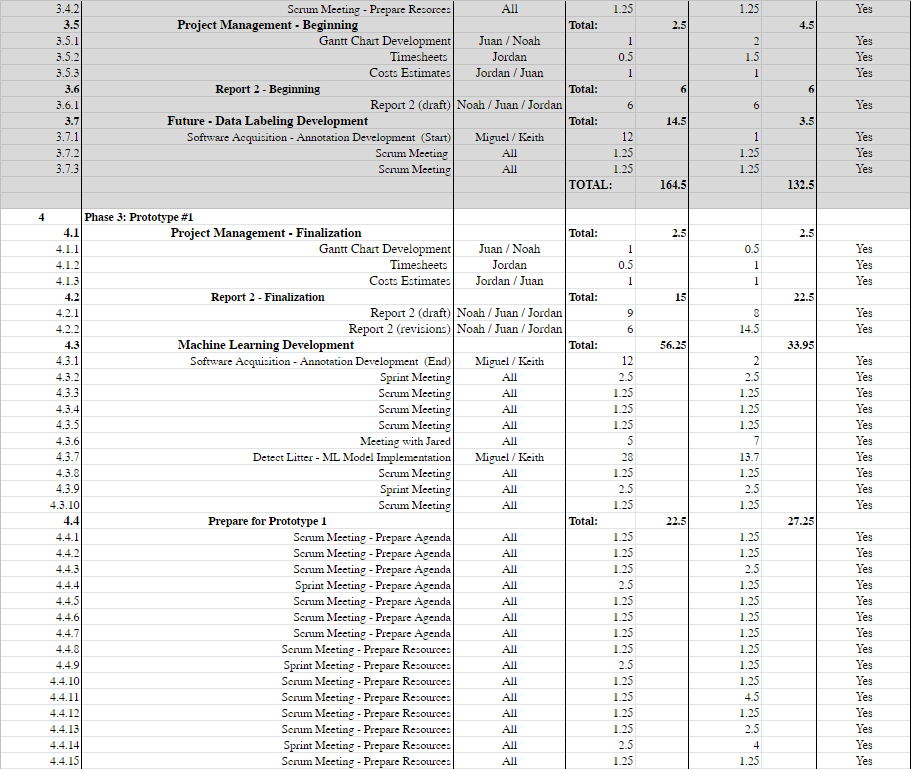 3.4.2 Scrum Meeting - Prepare Resorces All 1.25 1.25 Yes
3.5 Project Management - Beginning Total: 2.5 4.5
3.5.1 Gantt Chart Development Juan / Noah 1 2 Yes
3.5.2 Timesheets Jordan 0.5 1.5 Yes
3.5.3 Costs Estimates Jordan / Juan 1 1 Yes
3.6 Report 2 - Beginning Total: 6 6
3.6.1 Report 2 (draft) Noah / Juan / Jordan 6 6 Yes
3.7 Future - Data Labeling Development Total: 14.5 3.5
3.7.1 Software Acquisition - Annotation Development (Start) Miguel / Keith 12 1 Yes
3.7.2 Scrum Meeting All 1.25 1.25 Yes
3.7.3 Scrum Meeting All 1.25 1.25 Yes
TOTAL: 164.5 132.5
4 Phase 3: Prototype #1
4.1 Project Management - Finalization Total: 2.5 2.5
4.1.1 Gantt Chart Development Juan / Noah 1 0.5 Yes
4.1.2 Timesheets Jordan 0.5 1 Yes
4.1.3 Costs Estimates Jordan / Juan 1 1 Yes
4.2 Report 2 - Finalization Total: 15 22.5
4.2.1 Report 2 (draft) Noah / Juan / Jordan 9 8 Yes
4.2.2 Report 2 (revisions) Noah / Juan / Jordan 6 14.5 Yes
4.3 Machine Learning Development Total: 56.25 33.95
4.3.1 Software Acquisition - Annotation Development (End) Miguel / Keith 12 2 Yes
4.3.2 Sprint Meeting All 2.5 2.5 Yes
4.3.3 Scrum Meeting All 1.25 1.25 Yes
4.3.4 Scrum Meeting All 1.25 1.25 Yes
4.3.5 Scrum Meeting All 1.25 1.25 Yes
4.3.6 Meeting with Jared All 5 7 Yes
4.3.7 Detect Litter - ML Model Implementation Miguel / Keith 28 13.7 Yes
4.3.8 Scrum Meeting All 1.25 1.25 Yes
4.3.9 Sprint Meeting All 2.5 2.5 Yes
4.3.10 Scrum Meeting All 1.25 1.25 Yes
4.4 Prepare for Prototype 1 Total: 22.5 27.25
4.4.1 Scrum Meeting - Prepare Agenda All 1.25 1.25 Yes
4.4.2 Scrum Meeting - Prepare Agenda All 1.25 1.25 Yes
4.4.3 Scrum Meeting - Prepare Agenda All 1.25 2.5 Yes
4.4.4 Sprint Meeting - Prepare Agenda All 2.5 1.25 Yes
4.4.5 Scrum Meeting - Prepare Agenda All 1.25 1.25 Yes
4.4.6 Scrum Meeting - Prepare Agenda All 1.25 1.25 Yes
4.4.7 Scrum Meeting - Prepare Agenda All 1.25 1.25 Yes
4.4.8 Scrum Meeting - Prepare Resources All 1.25 1.25 Yes
4.4.9 Sprint Meeting - Prepare Resources All 2.5 1.25 Yes
4.4.10 Scrum Meeting - Prepare Resources All 1.25 1.25 Yes
4.4.11 Scrum Meeting - Prepare Resources All 1.25 4.5 Yes
4.4.12 Scrum Meeting - Prepare Resources All 1.25 1.25 Yes
4.4.13 Scrum Meeting - Prepare Resources All 1.25 2.5 Yes
4.4.14 Sprint Meeting - Prepare Resources All 2.5 4 Yes
4.4.15 Scrum Meeting - Prepare Resources All 1.25 1.25 Yes